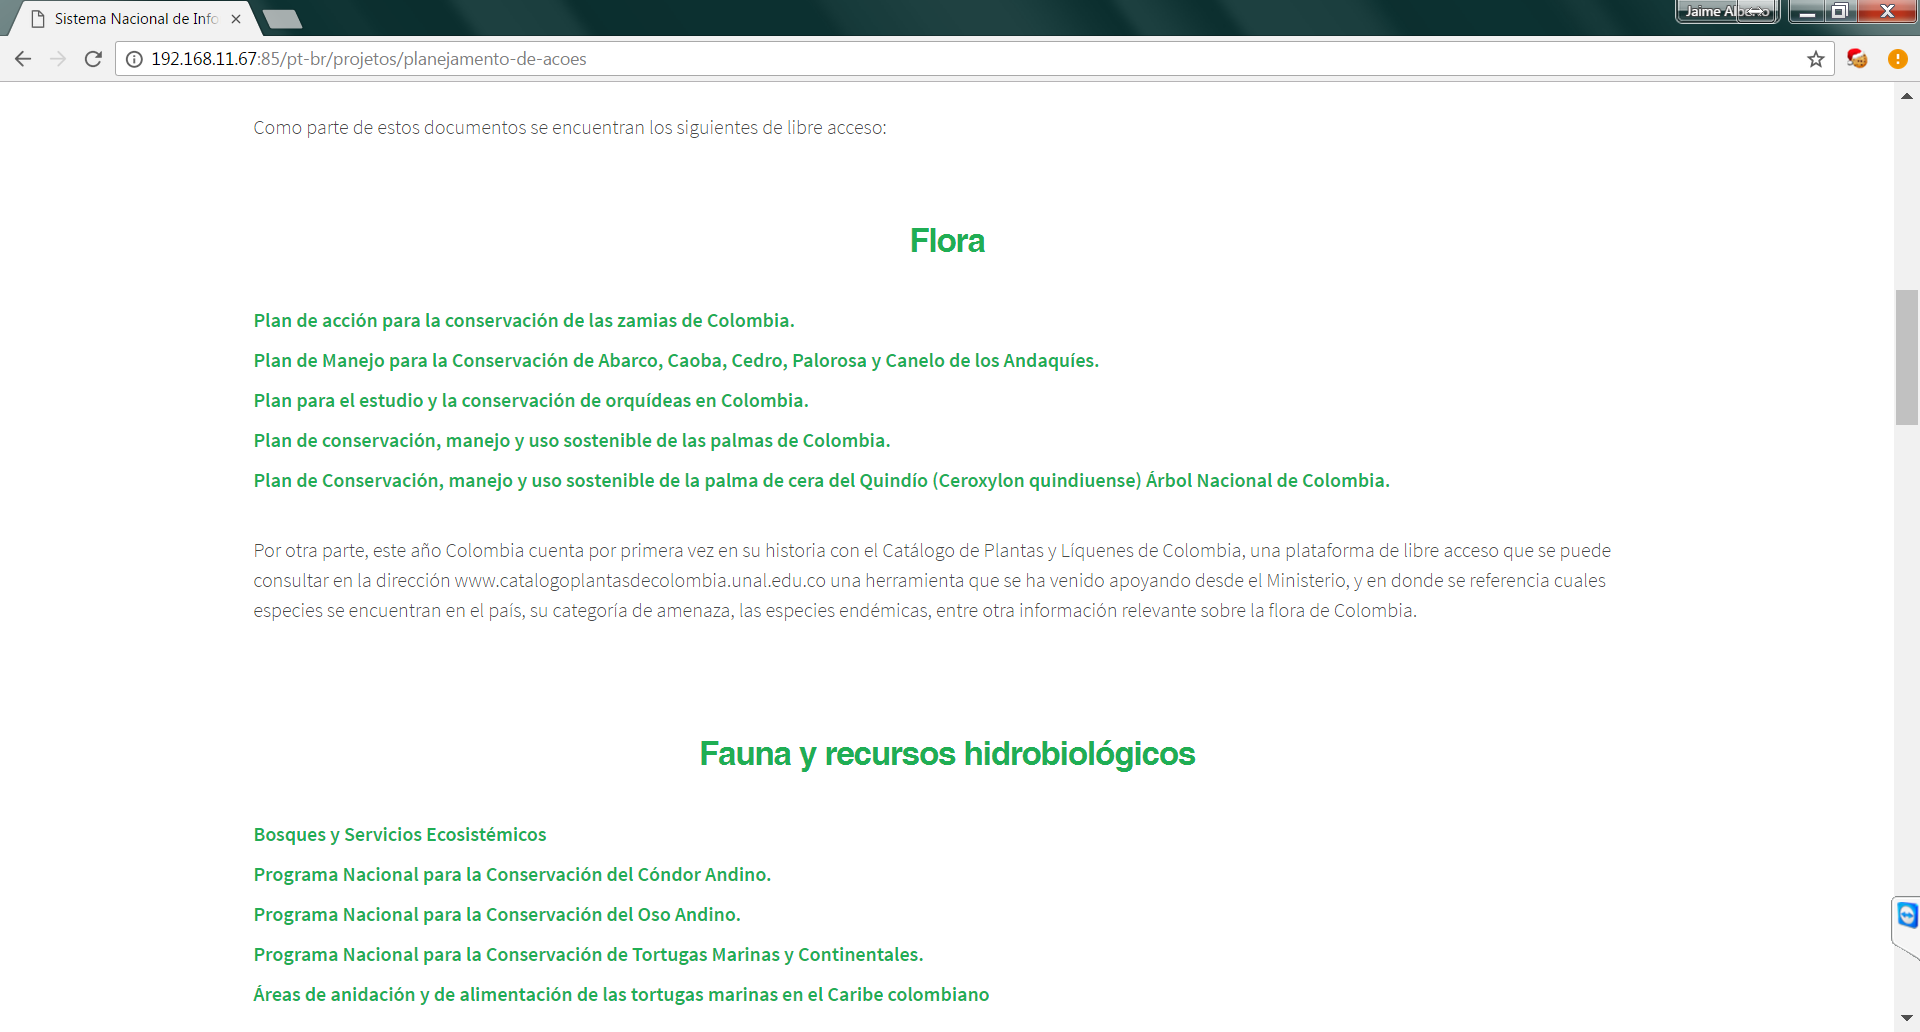 Sistema Nacional de Info
Jaime Alberto
192.168.11.67:85/pt-br/projetos/planejamento-de-acoes
Como parte de estos documentos se encuentran los siguientes de libre acceso:
Flora
Plan de acción para la conservación de las zamias de Colombia.
Plan de Manejo para la Conservación de Abarco, Caoba, Cedro, Palorosa y Canelo de los Andaquíes.
Plan para el estudio y la conservación de orquídeas en Colombia.
Plan de conservación, manejo y uso sostenible de las palmas de Colombia.
Plan de Conservación, manejo y uso sostenible de la palma de cera del Quindío (Ceroxylon quindiuense) Árbol Nacional de Colombia.
Por otra parte, este año Colombia cuenta por primera vez en su historia con el Catálogo de Plantas y Líquenes de Colombia, una plataforma de libre acceso que se puede
consultar en la dirección www.catalogoplantasdecolombia.unal.edu.co una herramienta que se ha venido apoyando desde el Ministerio, y en donde se referencia cuales
especies se encuentran en el país, su categoría de amenaza, las especies endémicas, entre otra información relevante sobre la flora de Colombia.
Fauna y recursos hidrobiológicos
Bosques y Servicios Ecosistémicos
Programa Nacional para la Conservación del Cóndor Andino.
Programa Nacional para la Conservación del Oso Andino.
Programa Nacional para la Conservación de Tortugas Marinas y Continentales.
Áreas de anidación y de alimentación de las tortugas marinas en el Caribe colombiano